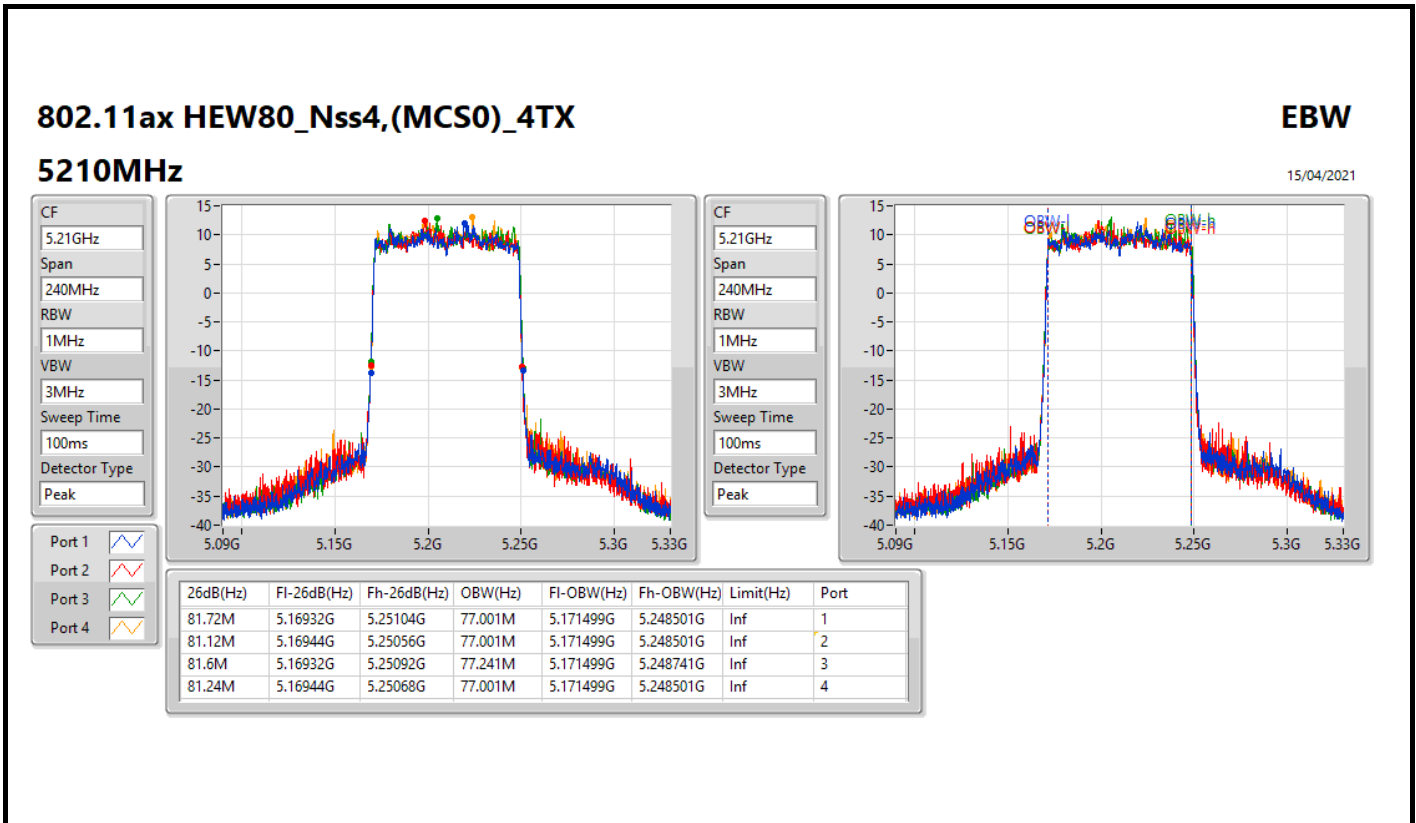 802.11ax HEW80_Nss4,(MCS0)_4TX
EBW
5210MHz
15/04/2021
CF
5.21GHz
Span
240MHz
RBW
1MHz
VBW
3MHz
Sweep Time
100ms
Detector Type
Peak
15
10
5
0
-5
-10
-15
-20
-25
-30
-35
-40
5.09G 5.15G 5.2G 5.25G 5.3G 5.33G
CF
5.21GHz
Span
240MHz
RBW
1MHz
VBW
3MHz
Sweep Time
100ms
Detector Type
Peak
15
10
5
0
-5
-10
-15
-20
-25
-30
-35
-40
OBW-l OBW-h
5.09G 5.15G 5.2G 5.25G 5.3G 5.33G
Port 1
Port 2
Port 3
Port 4
26dB(Hz) Fl-26dB(Hz) Fh-26dB(Hz) OBW(Hz) Fl-OBW(Hz) Fh-OBW(Hz) Limit(Hz) Port
81.72M 5.16932G 5.25104G 77.001M 5.171499G 5.248501G Inf 1
81.12M 5.16944G 5.25056G 77.001M 5.171499G 5.248501G Inf 2
81.6M 5.16932G 5.25092G 77.241M 5.171499G 5.248741G Inf 3
81.24M 5.16944G 5.25068G 77.001M 5.171499G 5.248501G Inf 4